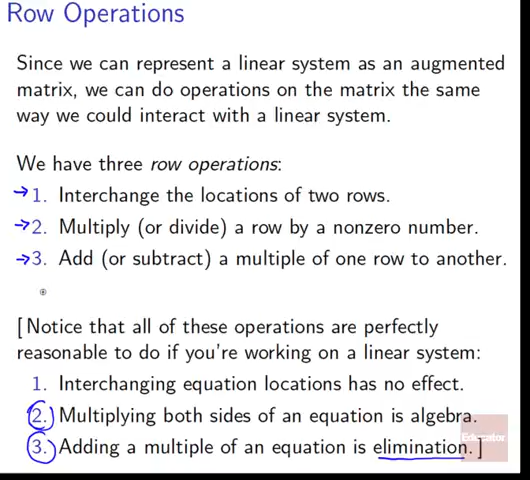 Row Operations
Since we can represent a linear system as an augmented
matrix, we can do operations on the matrix the same
way we could interact with a linear system.
We have three row operations:
→1. Interchange the locations of two rows.
→2. Multiply (or divide) a row by a nonzero number.
→3. Add (or subtract) a multiple of one row to another.
[Notice that all of these operations are perfectly
reasonable to do if you're working on a linear system:
1. Interchanging equation locations has no effect.
2. Multiplying both sides of an equation is algebra.
3. Adding a multiple of an equation is elimination.]
Educator